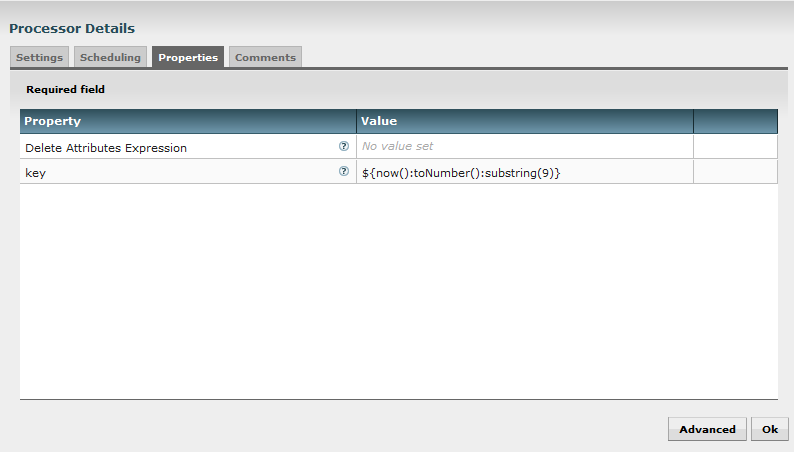 Processor Details
Settings Scheduling Properties Comments
Required field
Property Value
Delete Attributes Expression ? No value set
key ? ${now():toNumber():substring(9)}
Advanced Ok